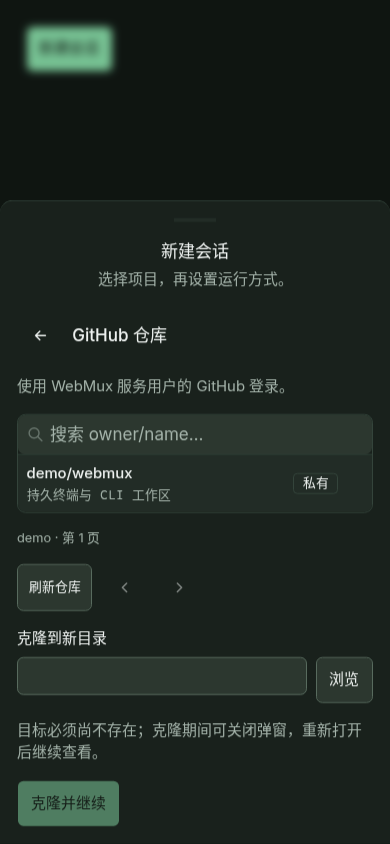 新建会话
选择项目，再设置运行方式。
← GitHub 仓库
使用 WebMux 服务用户的 GitHub 登录。
搜索 owner/name...
demo/webmux
私有
持久终端与 CLI 工作区
demo · 第 1 页
刷新仓库
克隆到新目录
浏览
目标必须尚不存在；克隆期间可关闭弹窗，重新打开
后继续查看。
克隆并继续